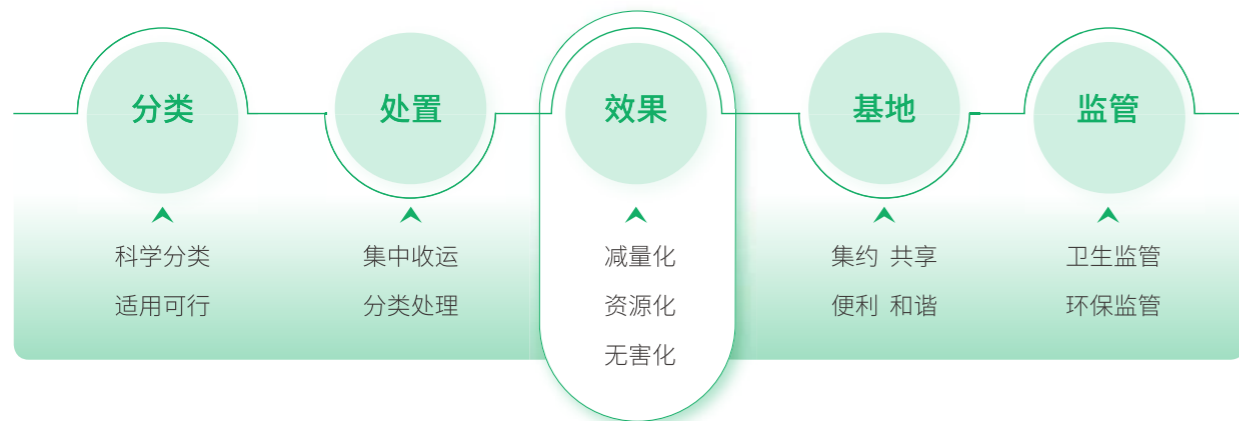 分类
科学分类
适用可行
处置
集中收运
分类处理
效果
减量化
资源化
无害化
基地
集约 共享
便利 和谐
监管
卫生监管
环保监管